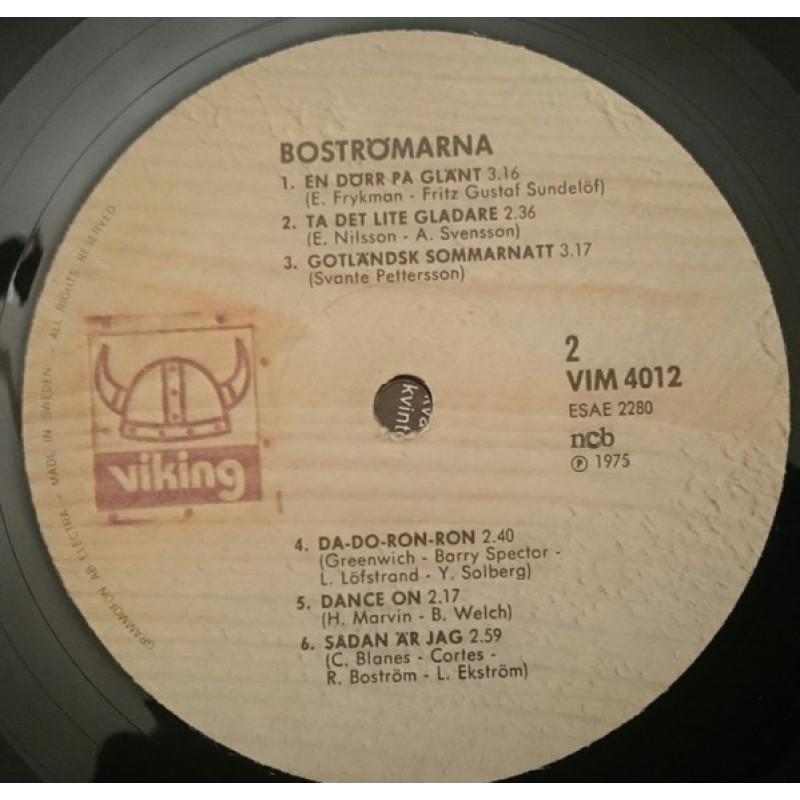 BOSTRÖMARNA
1. EN DÖRR PÅ GLÄNT 3.16
(E. Frykman - Fritz Gustaf Sundelöf)
2. TA DET LITE GLADARE 2.36
(E. Nilsson - A. Svensson)
3. GOTLÄNDSK SOMMARNATT 3.17
(Svante Pettersson)
2
VIM 4012
ESAE 2280
ncb
℗ 1975
viking
GRAMMOFON AB ELECTRA - MADE IN SWEDEN - ALL RIGHTS RESERVED
4. DA-DO-RON-RON 2.40
(Greenwich - Barry Spector -
L. Löfstrand - Y. Solberg)
5. DANCE ON 2.17
(H. Marvin - B. Welch)
6. SADAN ÄR JAG 2.59
(C. Blanes - Cortes -
R. Boström - L. Ekström)